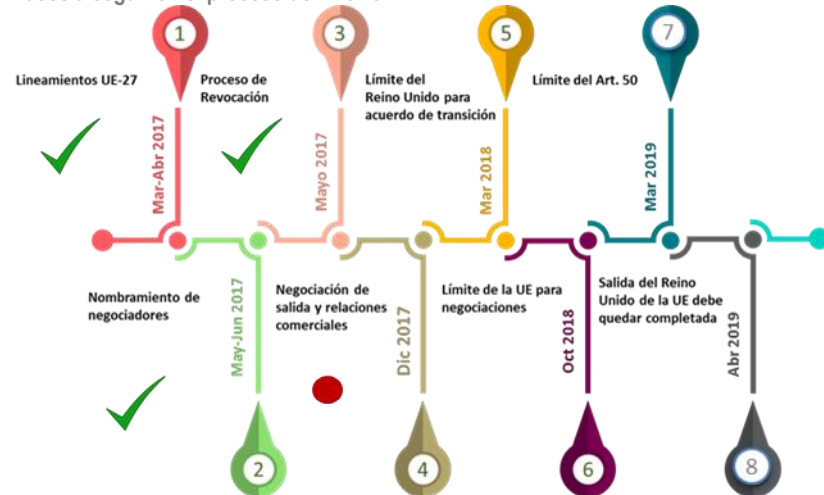 1
3
5
7
Lineamientos UE-27
Proceso de
Revocación
Límite del
Reino Unido para
acuerdo de transición
Límite del Art. 50
Mar-Abr 2017
Mayo 2017
Mar 2018
Mar 2019
Nombramiento de
negociadores
Negociación de
salida y relaciones
comerciales
Límite de la UE para
negociaciones
Salida del Reino
Unido de la UE debe
quedar completada
May-Jun 2017
Dic 2017
Oct 2018
Abr 2019
2
4
6
8